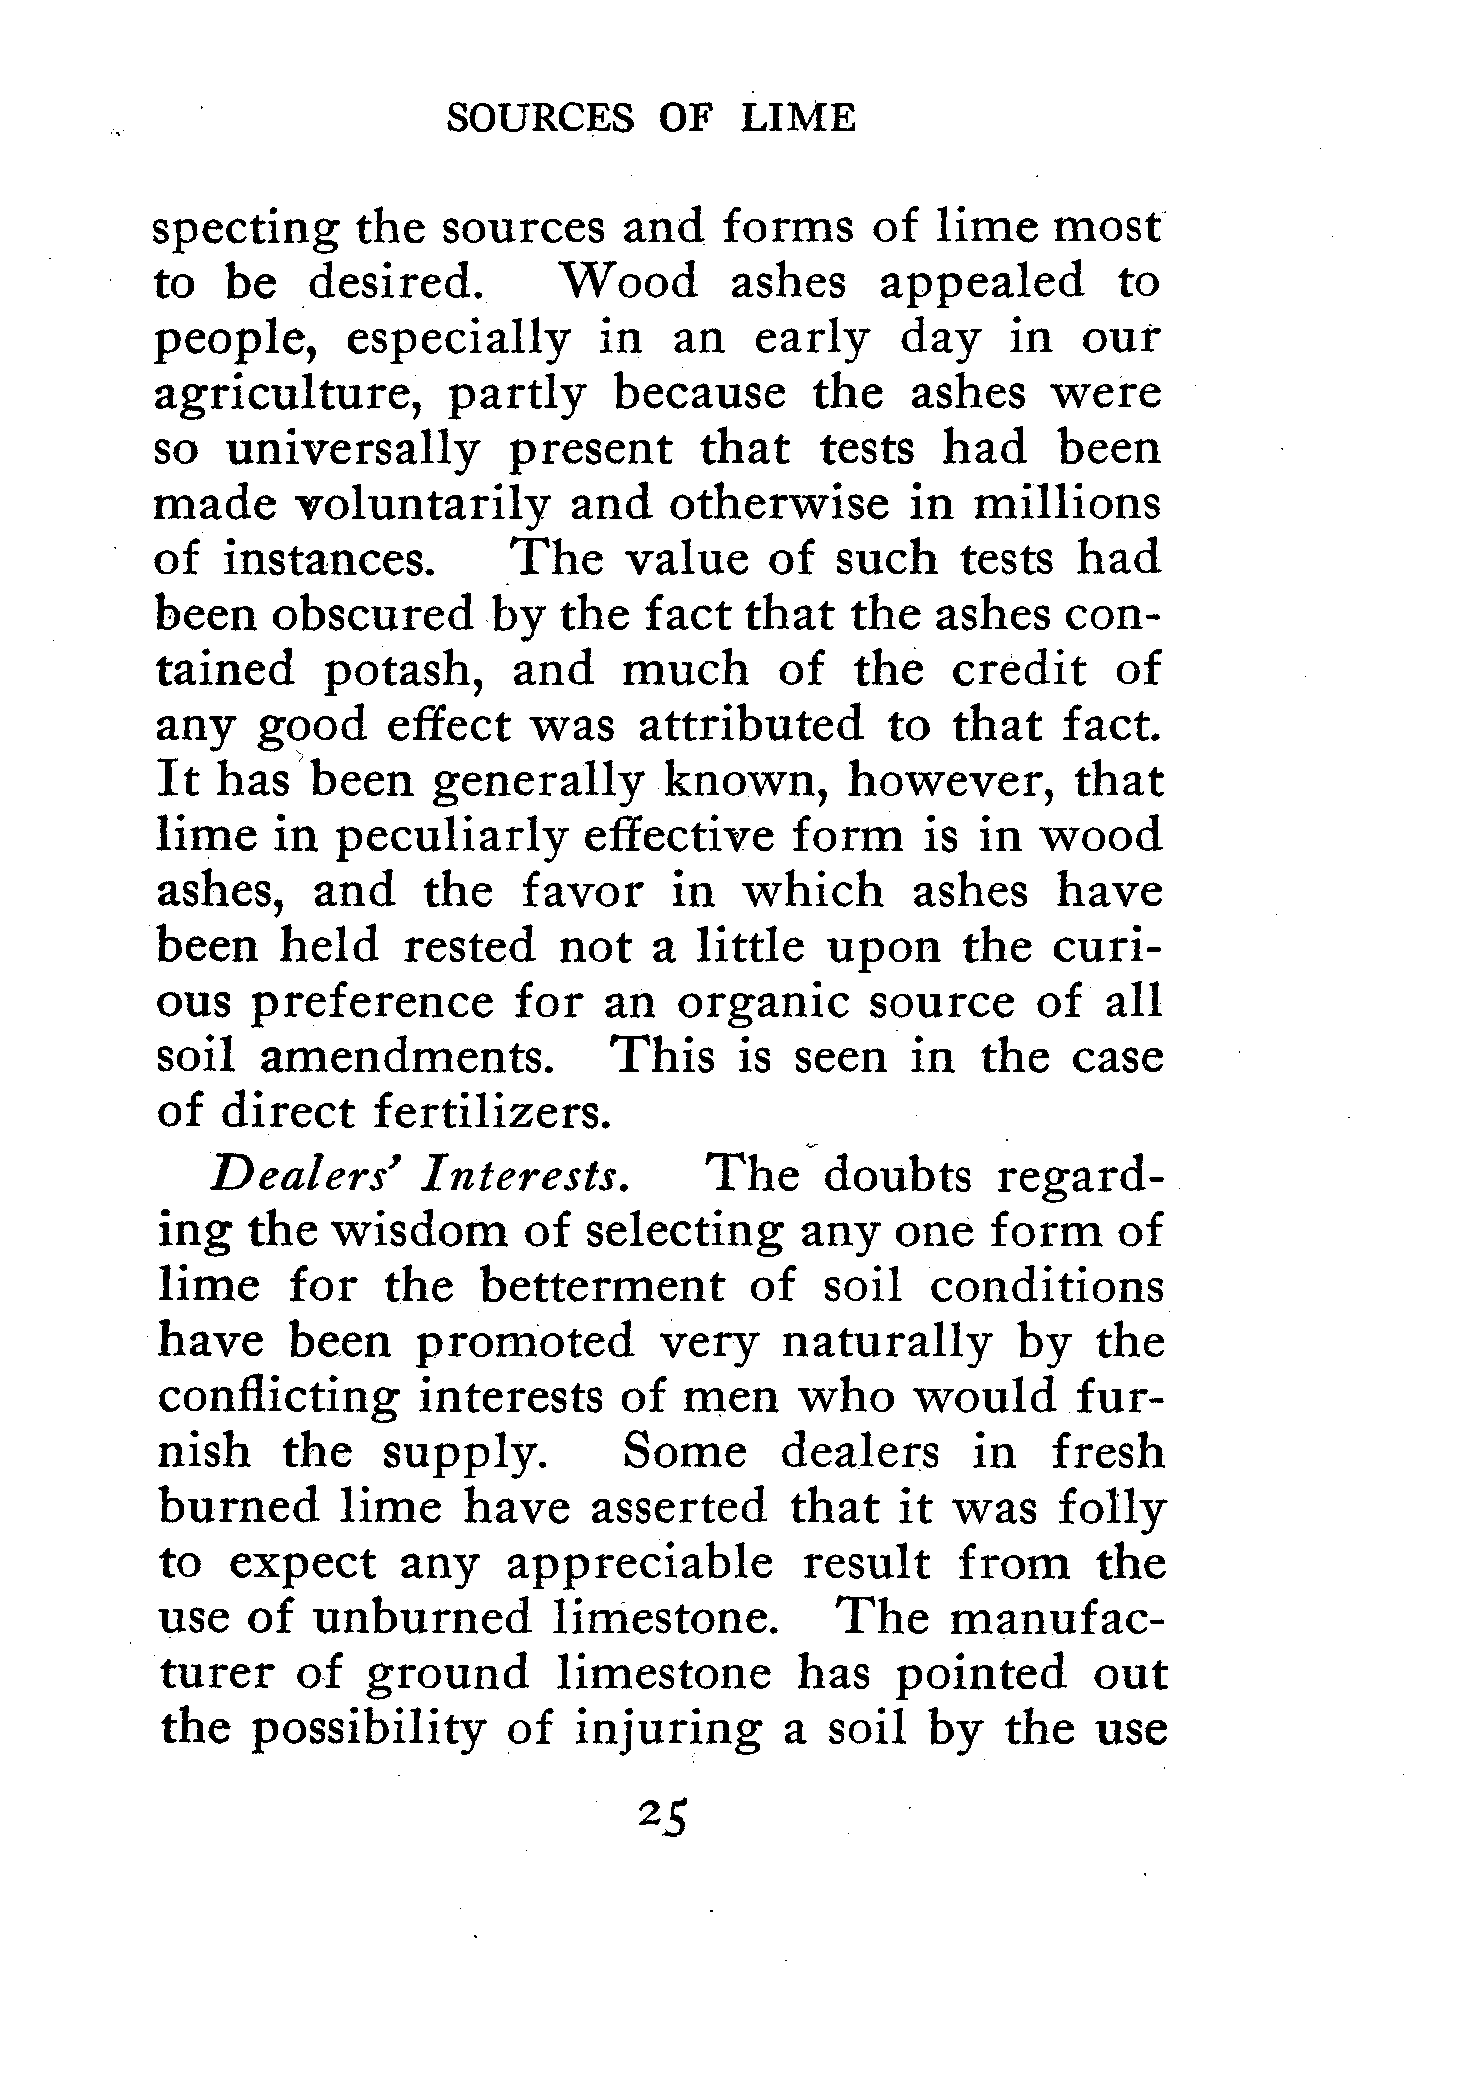 SOURCES OF LIME
specting the sources and forms of lime most
to be desired. Wood ashes appealed to
people, especially in an early day in our
agriculture, partly because the ashes were
so universally present that tests had been
made voluntarily and otherwise in millions
of instances. The value of such tests had
been obscured by the fact that the ashes con-
tained potash, and much of the credit of
any good effect was attributed to that fact.
It has been generally known, however, that
lime in peculiarly effective form is in wood
ashes, and the favor in which ashes have
been held rested not a little upon the curi-
ous preference for an organic source of all
soil amendments. This is seen in the case
of direct fertilizers.
Dealers' Interests. The doubts regard-
ing the wisdom of selecting any one form of
lime for the betterment of soil conditions
have been promoted very naturally by the
conflicting interests of men who would fur-
nish the supply. Some dealers in fresh
burned lime have asserted that it was folly
to expect any appreciable result from the
use of unburned limestone. The manufac-
turer of ground limestone has pointed out
the possibility of injuring a soil by the use
25